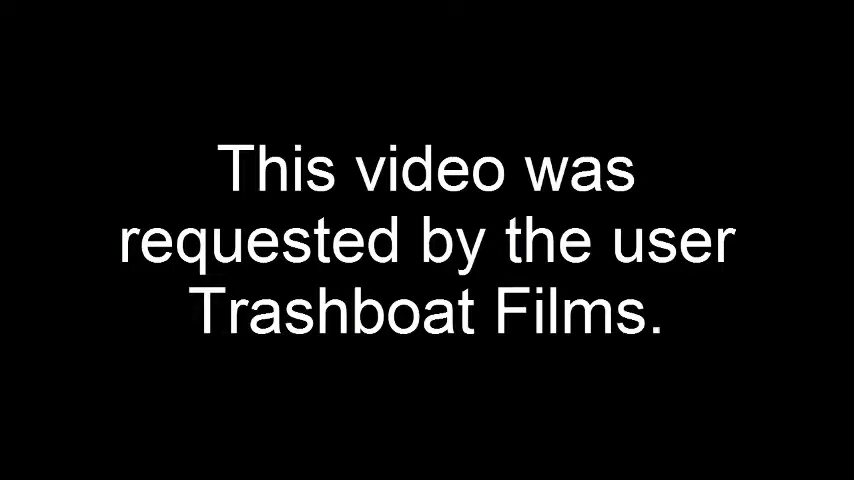 This video was
requested by the user
Trashboat Films.